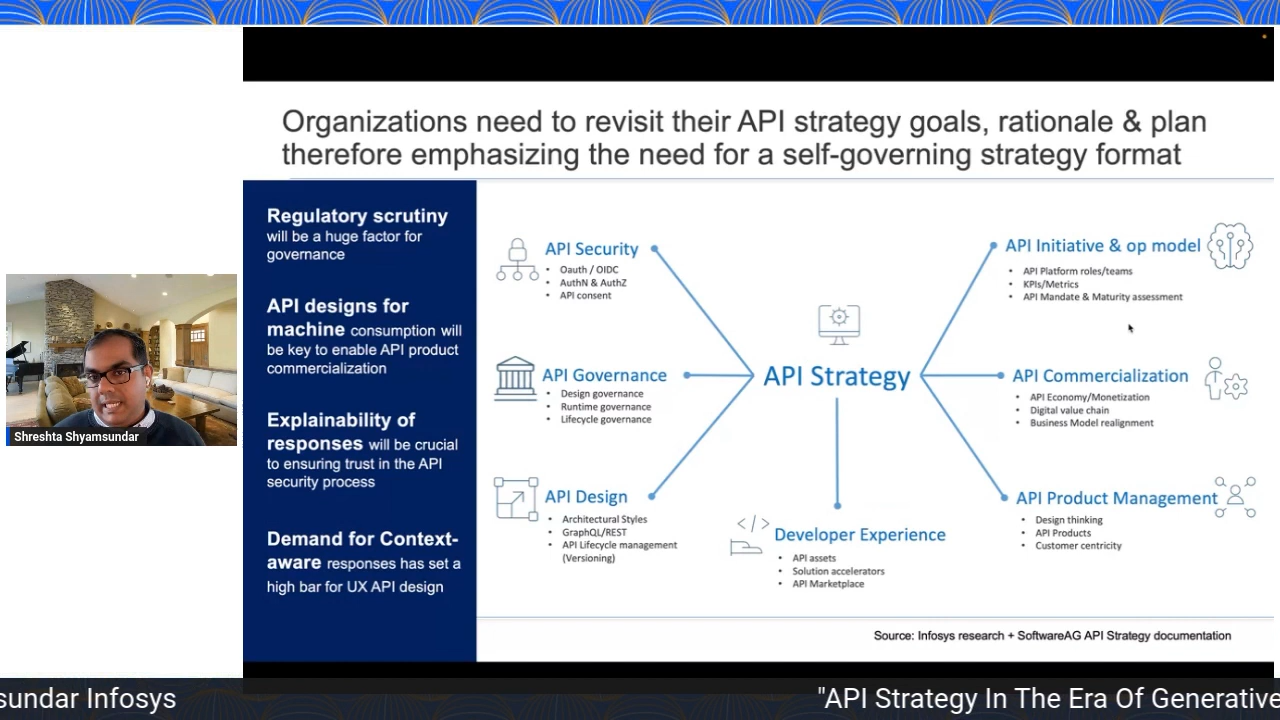 Organizations need to revisit their API strategy goals, rationale & plan
therefore emphasizing the need for a self-governing strategy format
Regulatory scrutiny
will be a huge factor for
governance
API designs for
machine consumption will
be key to enable API product
commercialization
Explainability of
responses will be crucial
to ensuring trust in the API
security process
Demand for Context-
aware responses has set a
high bar for UX API design
API Security
• Oauth / OIDC
• AuthN & AuthZ
• API consent
API Governance
• Design governance
• Runtime governance
• Lifecycle governance
API Design
• Architectural Styles
• GraphQL/REST
• API Lifecycle management
(Versioning)
API Strategy
</>
Developer Experience
• API assets
• Solution accelerators
• API Marketplace
API Initiative & op model
• API Platform roles/teams
• KPIs/Metrics
• API Mandate & Maturity assessment
API Commercialization
• API Economy/Monetization
• Digital value chain
• Business Model realignment
API Product Management
• Design thinking
• API Products
• Customer centricity
Source: Infosys research + SoftwareAG API Strategy documentation
Shreshta Shyamsundar
sundar Infosys
"API Strategy In The Era Of Generative